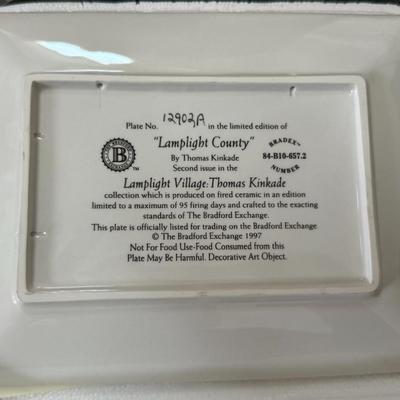 Plate No. 12902A in the limited edition of
"Lamplight County"
By Thomas Kinkade
Second issue in the
BRADEX™
84-B10-657.2
NUMBER
B
™
Lamplight Village: Thomas Kinkade
collection which is produced on fired ceramic in an edition
limited to a maximum of 95 firing days and crafted to the exacting
standards of The Bradford Exchange.
This plate is officially listed for trading on the Bradford Exchange
© The Bradford Exchange 1997
Not For Food Use-Food Consumed from this
Plate May Be Harmful. Decorative Art Object.